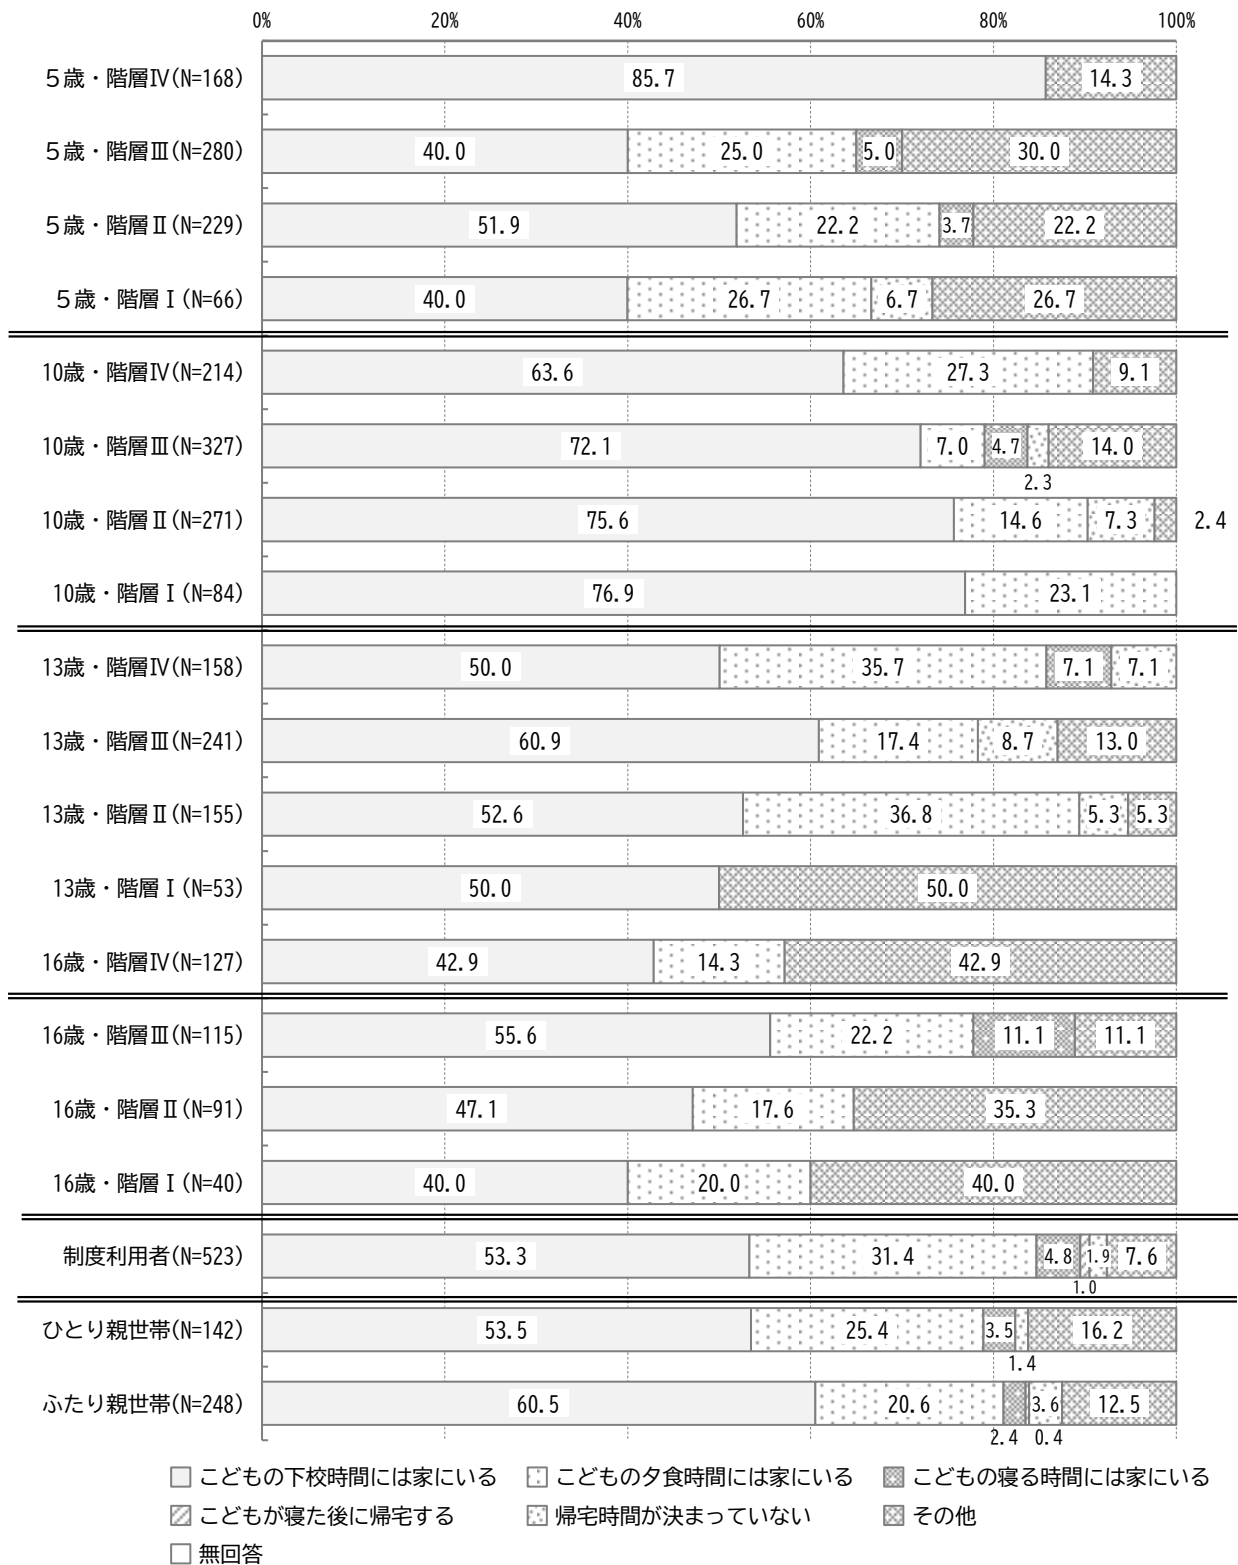 0% 20% 40% 60% 80% 100%
5歳・階層Ⅳ(N=168) 85.7 14.3
5歳・階層Ⅲ(N=280) 40.0 25.0 5.0 30.0
5歳・階層Ⅱ(N=229) 51.9 22.2 3.7 22.2
5歳・階層Ⅰ(N=66) 40.0 26.7 6.7 26.7
10歳・階層Ⅳ(N=214) 63.6 27.3 9.1
10歳・階層Ⅲ(N=327) 72.1 7.0 4.7 14.0
2.3
10歳・階層Ⅱ(N=271) 75.6 14.6 7.3 2.4
10歳・階層Ⅰ(N=84) 76.9 23.1
13歳・階層Ⅳ(N=158) 50.0 35.7 7.1 7.1
13歳・階層Ⅲ(N=241) 60.9 17.4 8.7 13.0
13歳・階層Ⅱ(N=155) 52.6 36.8 5.3 5.3
13歳・階層Ⅰ(N=53) 50.0 50.0
16歳・階層Ⅳ(N=127) 42.9 14.3 42.9
16歳・階層Ⅲ(N=115) 55.6 22.2 11.1 11.1
16歳・階層Ⅱ(N=91) 47.1 17.6 35.3
16歳・階層Ⅰ(N=40) 40.0 20.0 40.0
制度利用者(N=523) 53.3 31.4 4.8 1.9 7.6
1.0
ひとり親世帯(N=142) 53.5 25.4 3.5 16.2
1.4
ふたり親世帯(N=248) 60.5 20.6 3.6 12.5
2.4 0.4
こどもの下校時間には家にいる こどもの夕食時間には家にいる こどもの寝る時間には家にいる
こどもが寝た後に帰宅する 帰宅時間が決まっていない その他
無回答